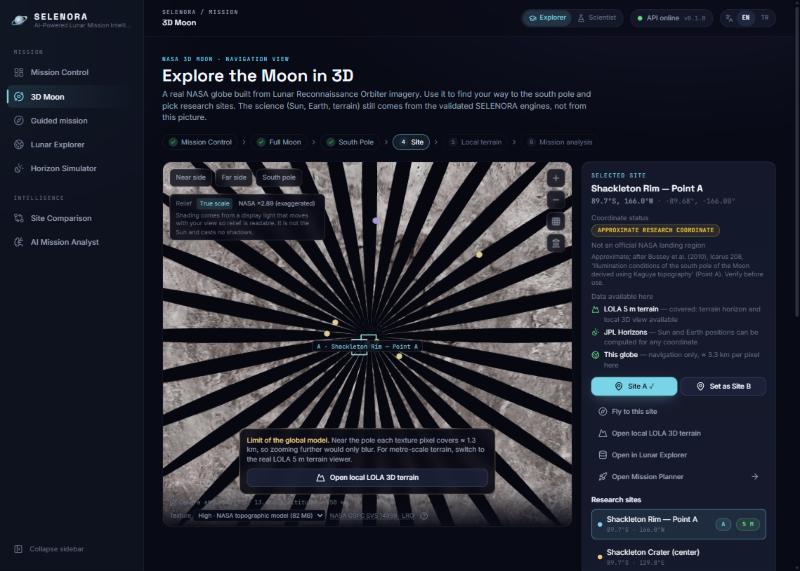 SELENORA
AI-Powered Lunar Mission Intelli...
MISSION
Mission Control
3D Moon
Guided mission
Lunar Explorer
Horizon Simulator
INTELLIGENCE
Site Comparison
AI Mission Analyst
Collapse sidebar
SELENORA / MISSION
3D Moon
Explorer
Scientist
API online v0.1.0
EN
TR
NASA 3D MOON · NAVIGATION VIEW
Explore the Moon in 3D
A real NASA globe built from Lunar Reconnaissance Orbiter imagery. Use it to find your way to the south pole and
pick research sites. The science (Sun, Earth, terrain) still comes from the validated SELENORA engines, not from
this picture.
Mission Control
Full Moon
South Pole
4 Site
5 Local terrain
6 Mission analysis
Near side
Far side
South pole
Relief True scale NASA ×2.89 (exaggerated)
Shading comes from a display light that moves
with your view so relief is readable. It is not the
Sun and casts no shadows.
A · Shackleton Rim — Point A
Limit of the global model. Near the pole each texture pixel covers ≈ 1.3
km, so zooming further would only blur. For metre-scale terrain, switch to
the real LOLA 5 m terrain viewer.
Open local LOLA 3D terrain
Texture High · NASA topographic model (82 MB) NASA GSFC SVS 14959 · LRO
SELECTED SITE
Shackleton Rim — Point A
89.7°S, 166.0°W · -89.68°, -166.00°
Coordinate status
APPROXIMATE RESEARCH COORDINATE
Not an official NASA landing region
Approximate; after Bussey et al. (2010), Icarus 208,
'Illumination conditions of the south pole of the Moon
derived using Kaguya topography' (Point A). Verify before
use.
Data available here
LOLA 5 m terrain — covered: terrain horizon and
local 3D view available
JPL Horizons — Sun and Earth positions can be
computed for any coordinate
This globe — navigation only, ≈ 3.3 km per pixel
here
Site A ✓
Set as Site B
Fly to this site
Open local LOLA 3D terrain
Open in Lunar Explorer
Open Mission Planner
Research sites
Shackleton Rim — Point A
89.7°S · 166.0°W
A
5 M
Shackleton Crater (center)
89.7°S · 129.8°E